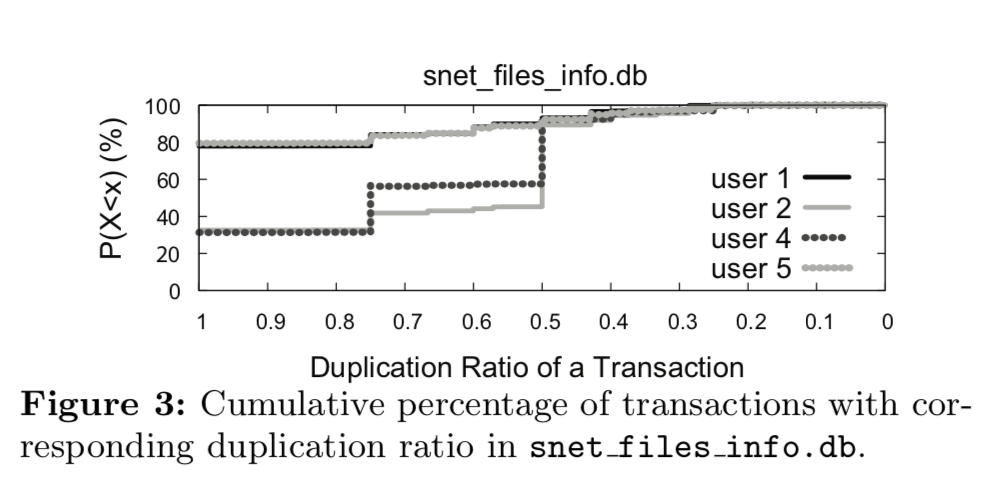 snet_files_info.db
P(X<x) (%)
100
80
60
40
20
0
user 1
user 2
user 4
user 5
1 0.9 0.8 0.7 0.6 0.5 0.4 0.3 0.2 0.1 0
Duplication Ratio of a Transaction
Figure 3: Cumulative percentage of transactions with cor-
responding duplication ratio in snet_files_info.db.